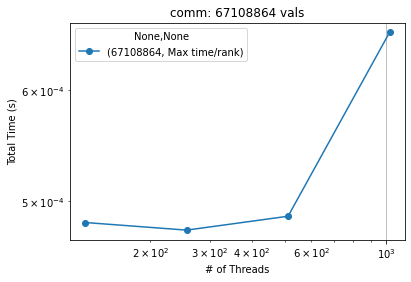 comm: 67108864 vals
None,None
(67108864, Max time/rank)
Total Time (s)
6 × 10⁻⁴
5 × 10⁻⁴
2 × 10² 3 × 10² 4 × 10² 6 × 10² 10³
# of Threads